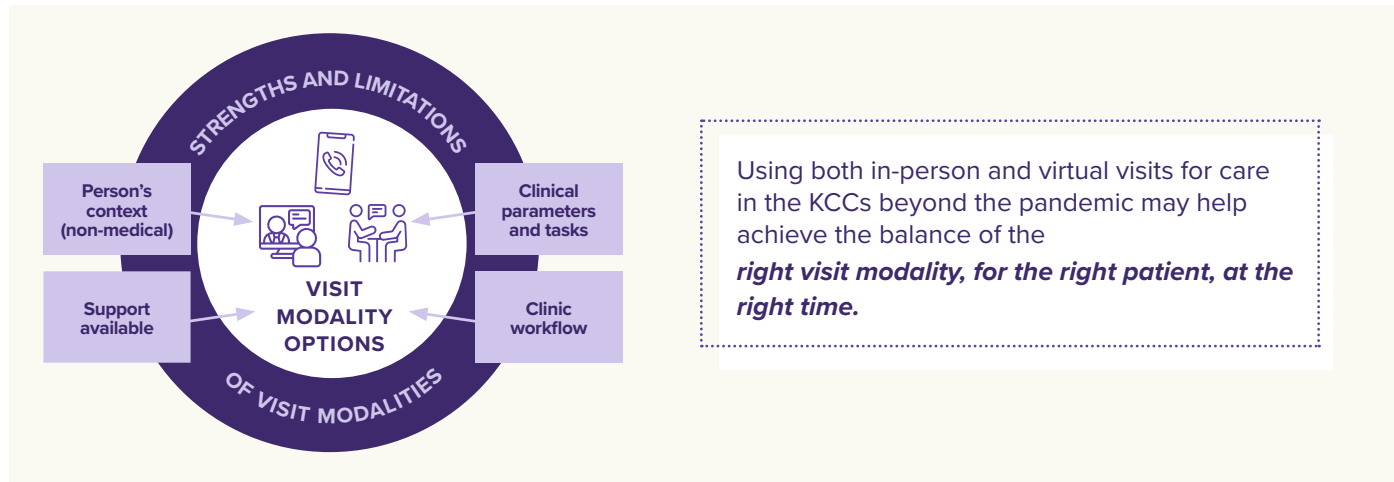 STRENGTHS AND LIMITATIONS
Person's
context
(non-medical)
Clinical
parameters
and tasks
Support
available
VISIT
MODALITY
OPTIONS
Clinic
workflow
OF VISIT MODALITIES
Using both in-person and virtual visits for care
in the KCCs beyond the pandemic may help
achieve the balance of the
right visit modality, for the right patient, at the
right time.